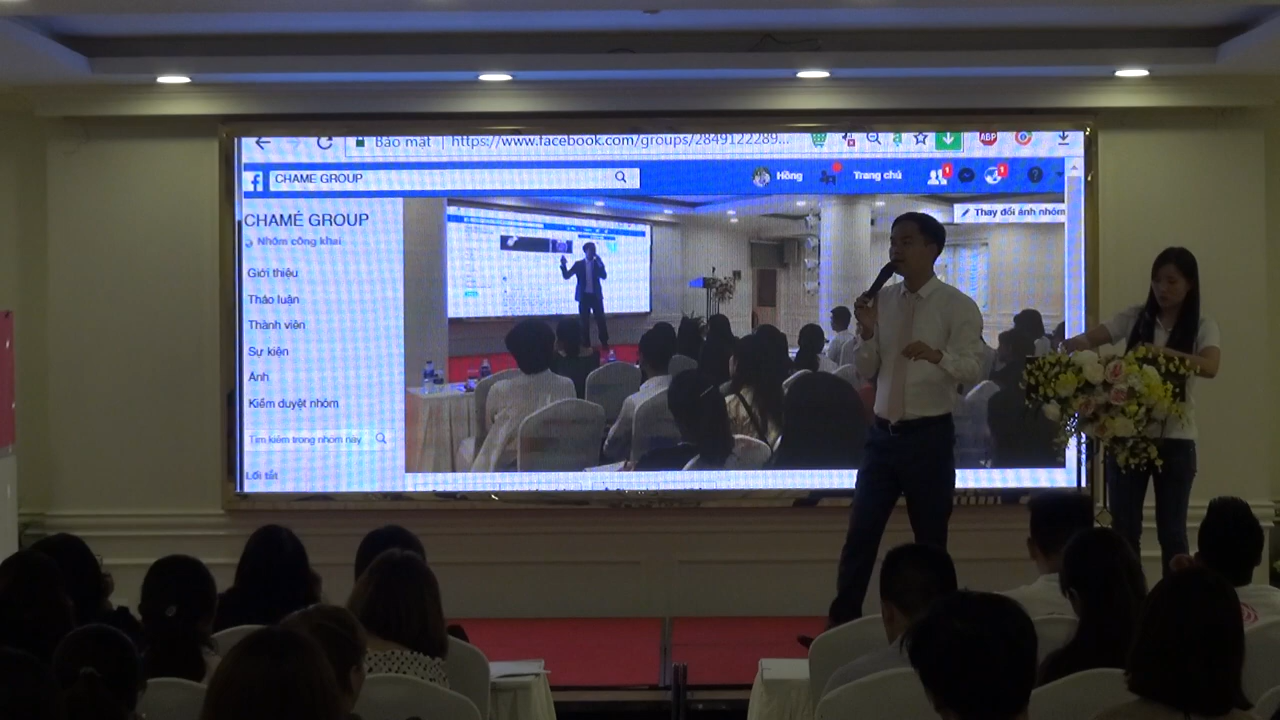 Bảo mật | https://www.facebook.com/groups/2849122289...
ABP
f CHAME GROUP
Hồng
Trang chủ
CHAMÉ GROUP
Nhóm công khai
Thay đổi ảnh nhóm
Giới thiệu
Thảo luận
Thành viên
Sự kiện
Ảnh
Kiểm duyệt nhóm
Tìm kiếm trong nhóm này
Lối tắt